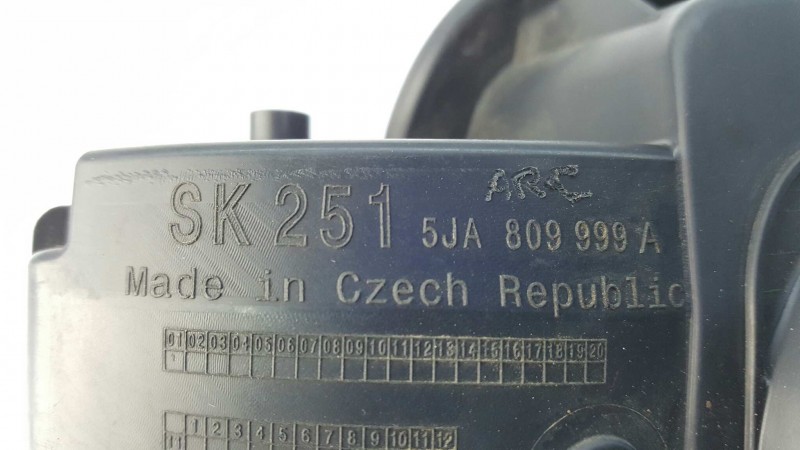 ARC
SK 251 5JA 809 999 A
Made in Czech Republic
01 02 03 04 05 06 07 08 09 10 11 12 13 14 15 16 17 18 19 20
1 2 3 4 5 6 7 8 9 10 11 12
11